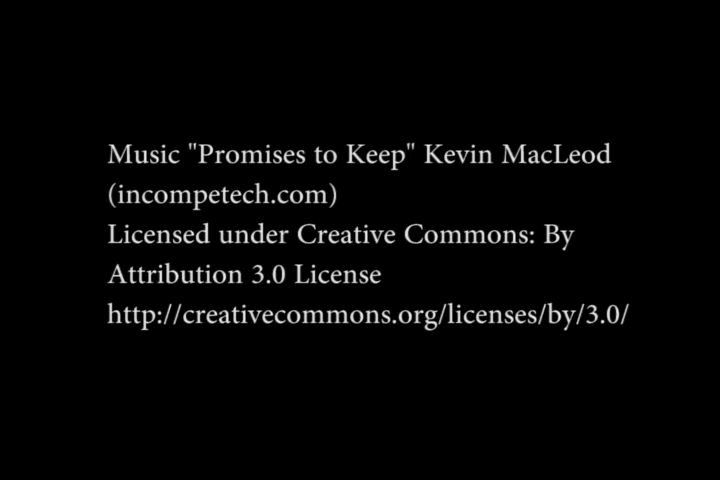 Music "Promises to Keep" Kevin MacLeod
(incompetech.com)
Licensed under Creative Commons: By
Attribution 3.0 License
http://creativecommons.org/licenses/by/3.0/